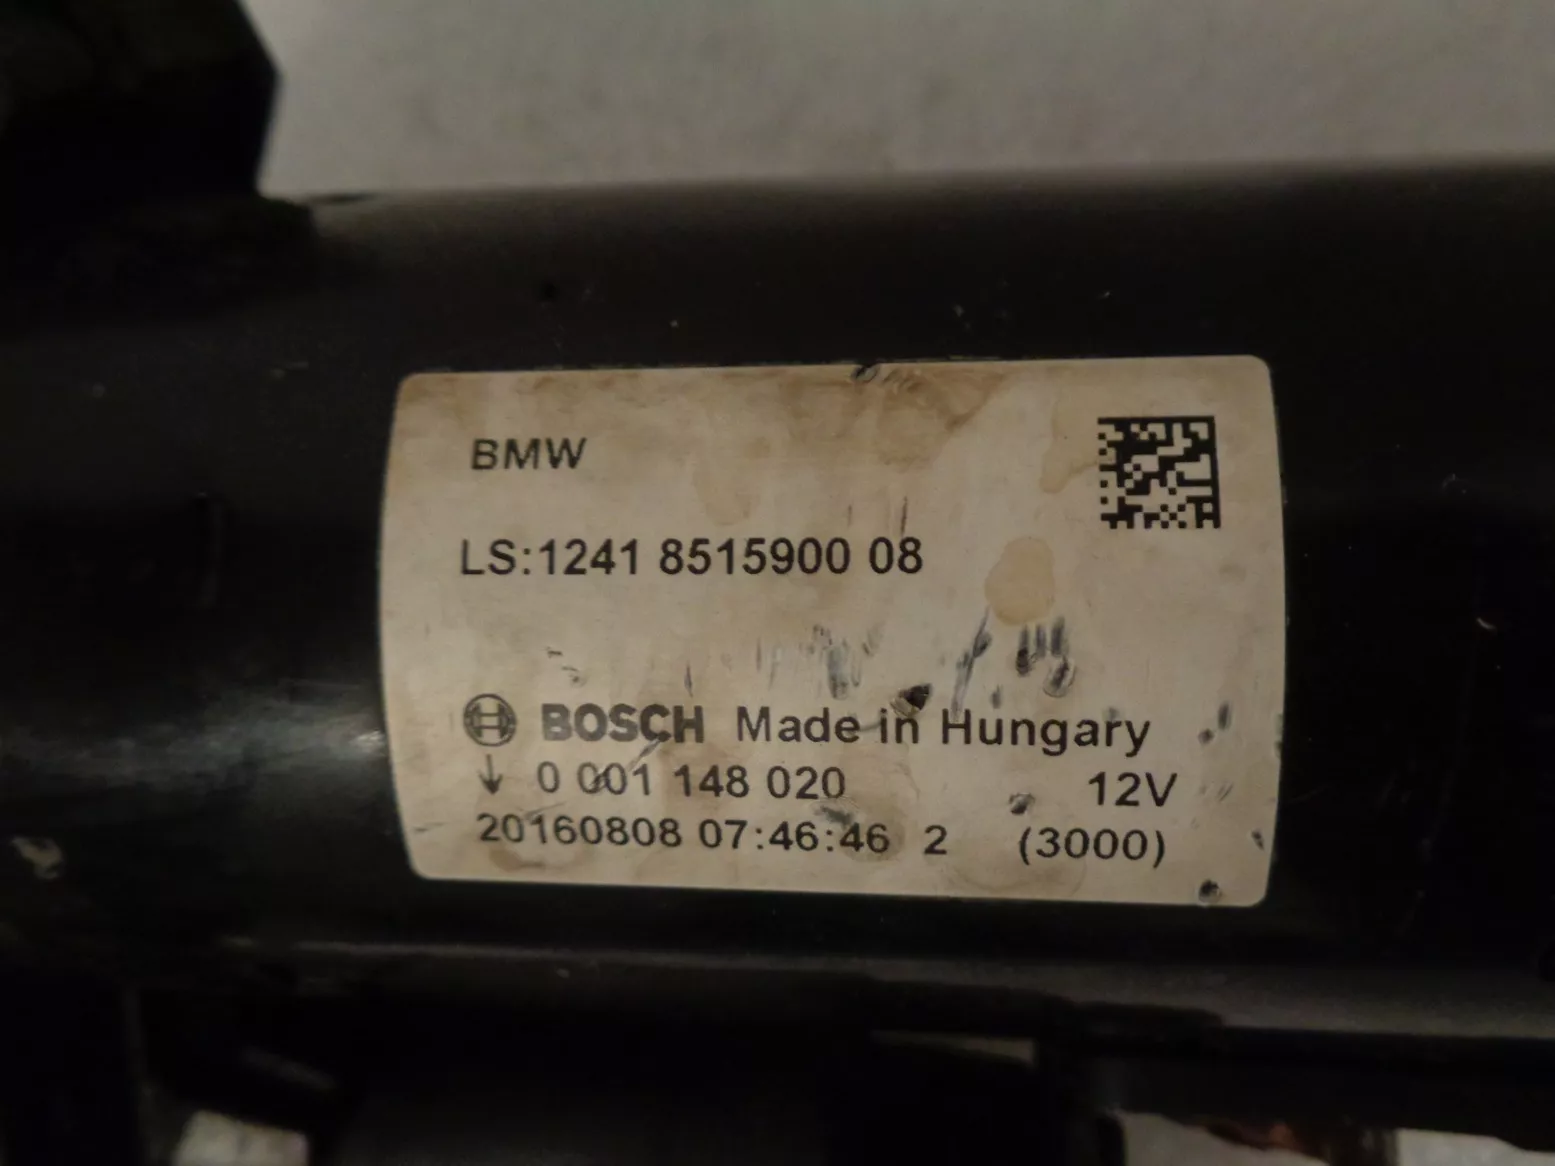 BMW
LS:1241 8515900 08
BOSCH Made in Hungary
↓ 0 001 148 020 12V
20160808 07:46:46 2 (3000)